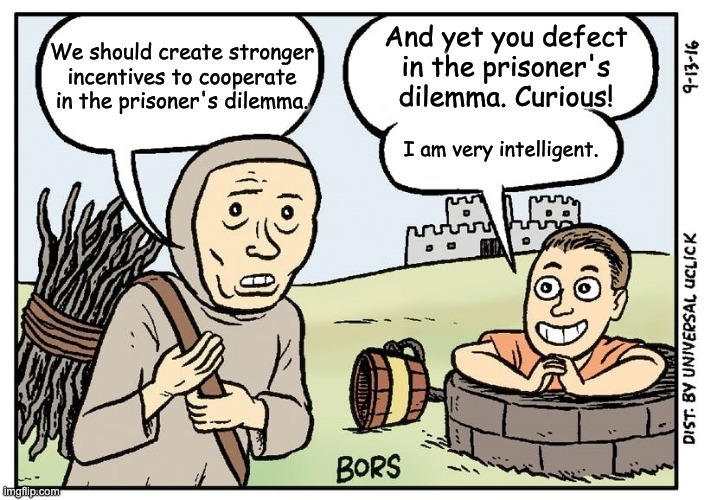 We should create stronger
incentives to cooperate
in the prisoner's dilemma.
And yet you defect
in the prisoner's
dilemma. Curious!
I am very intelligent.
9-13-16
DIST. BY UNIVERSAL UCLICK
BORS
imgflip.com